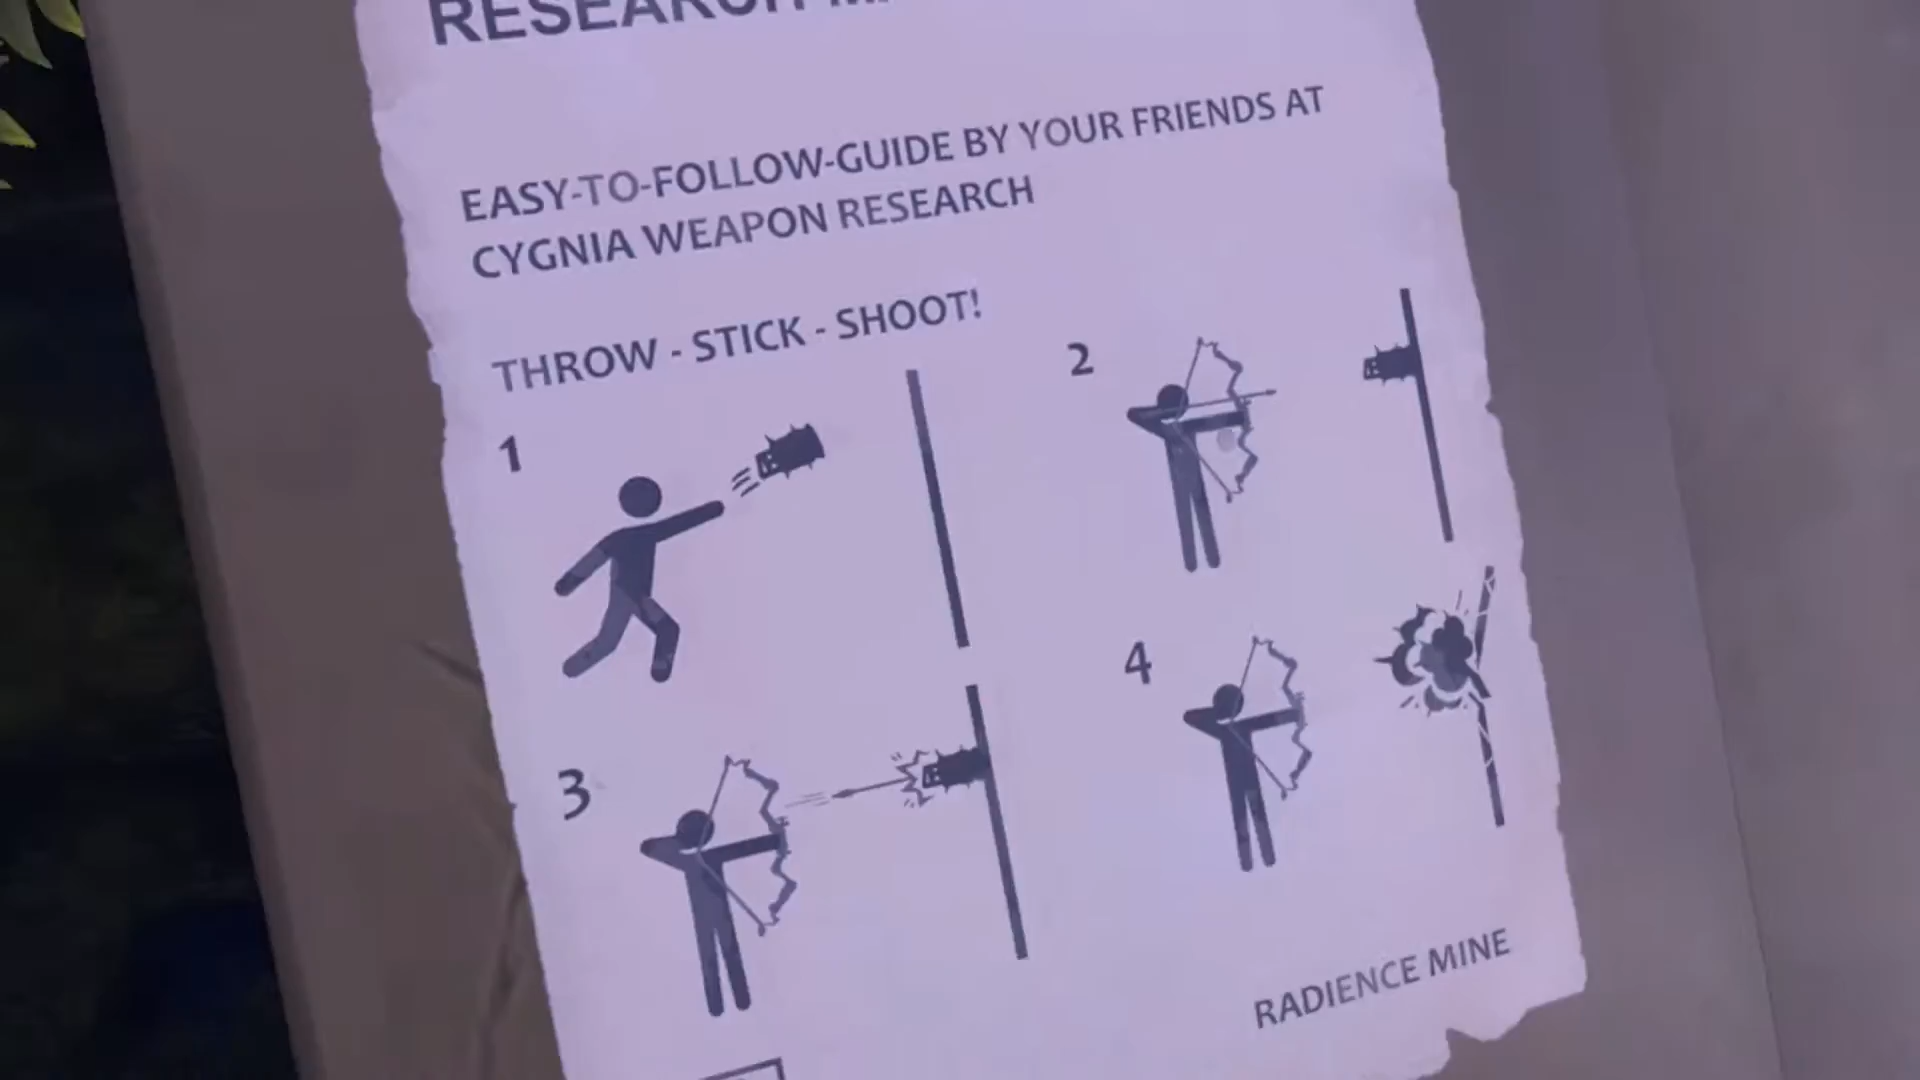 RESEARCH
EASY-TO-FOLLOW-GUIDE BY YOUR FRIENDS AT
CYGNIA WEAPON RESEARCH
THROW - STICK - SHOOT!
1
2
3
4
RADIENCE MINE